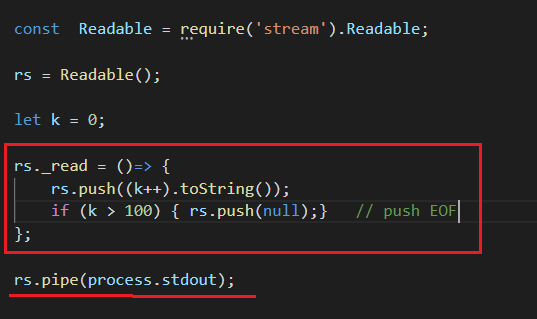 const  Readable = require('stream').Readable;
rs = Readable();
let k = 0;
rs._read = ()=> {
    rs.push((k++).toString());
    if (k > 100) { rs.push(null);}   // push EOF
};
rs.pipe(process.stdout);